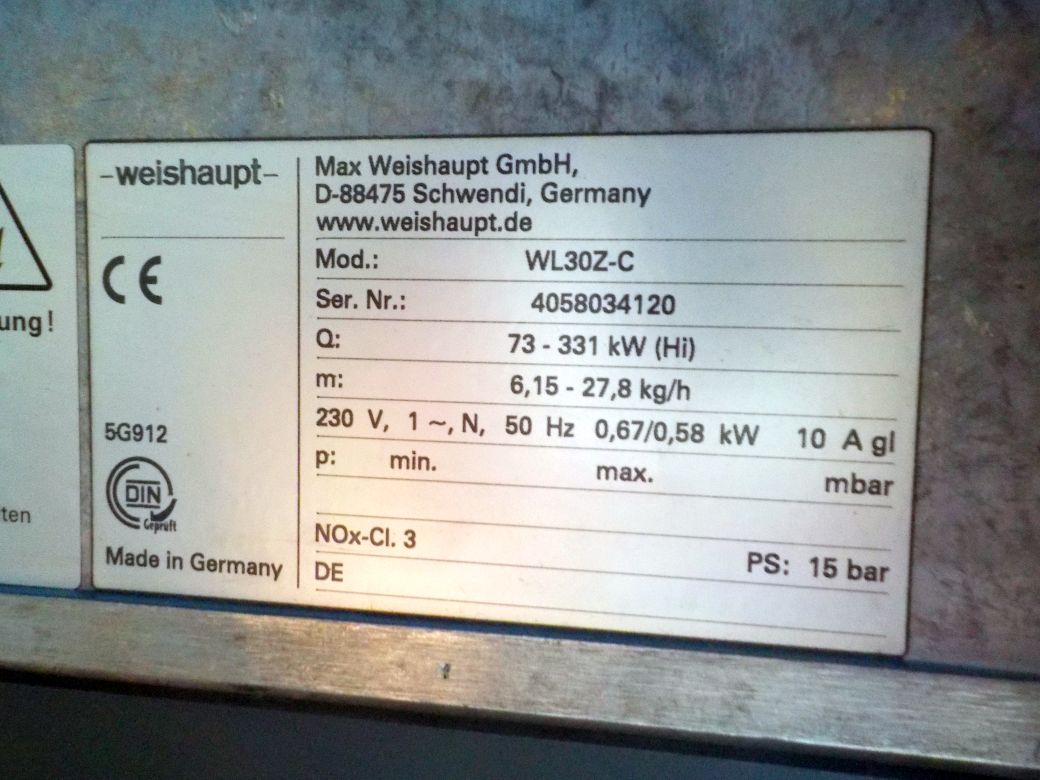 ung!
ten
-weishaupt-
CE
5G912
DIN
Geprüft
Made in Germany
Max Weishaupt GmbH,
D-88475 Schwendi, Germany
www.weishaupt.de
Mod.: WL30Z-C
Ser. Nr.: 4058034120
Q: 73 - 331 kW (Hi)
m: 6,15 - 27,8 kg/h
230 V, 1 ~, N, 50 Hz 0,67/0,58 kW 10 A gl
p: min. max. mbar
NOx-Cl. 3
PS: 15 bar
DE